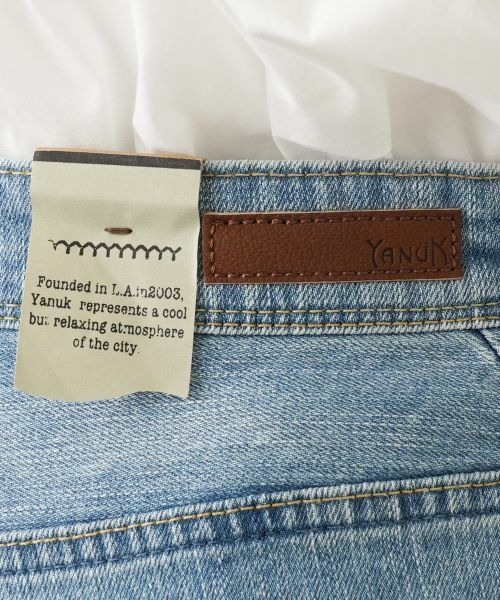 Founded in L.A.in2003,
Yanuk represents a cool
but relaxing atmosphere
of the city.
YANUK